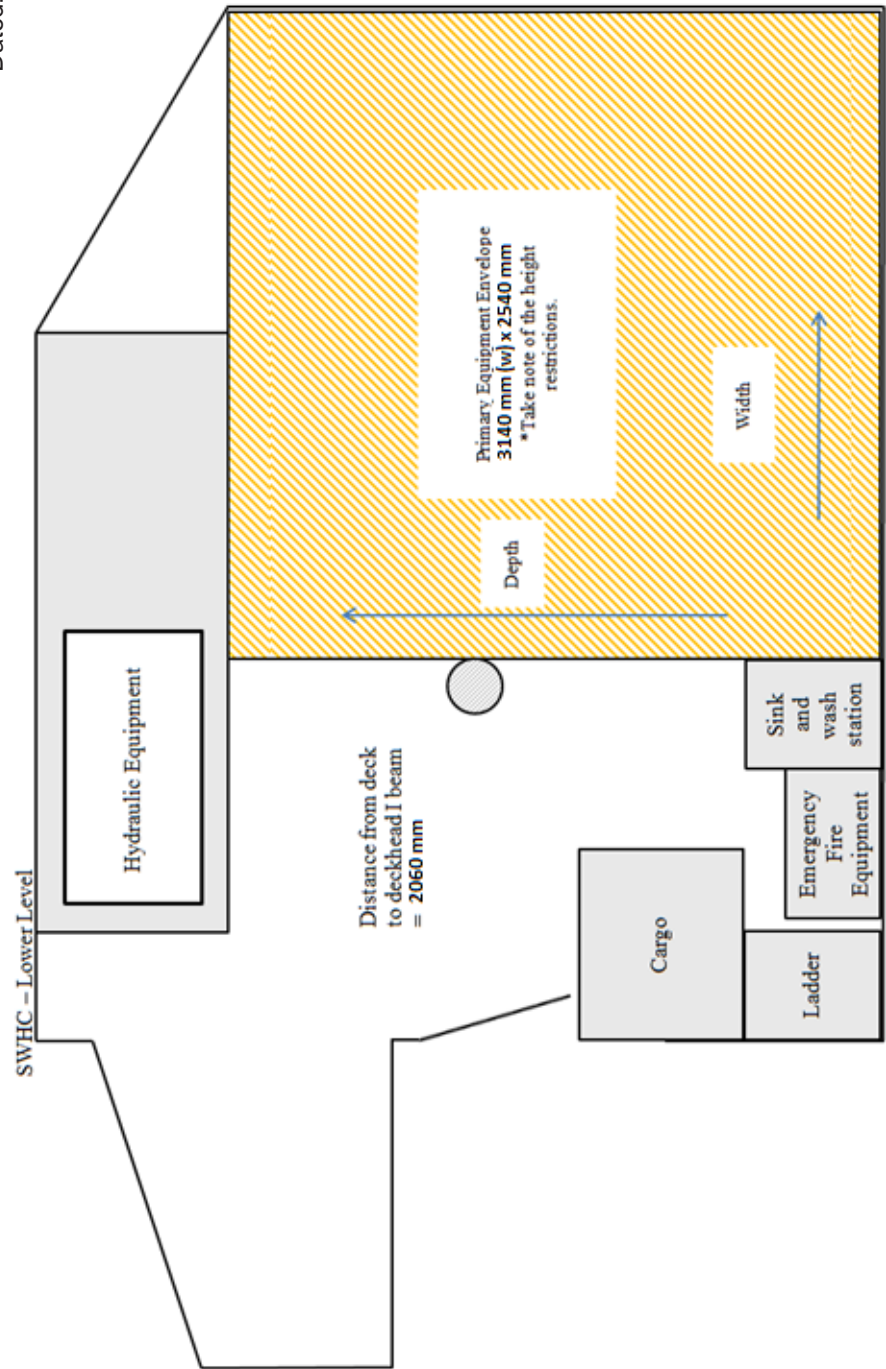 SWHC – Lower Level
Hydraulic Equipment
Distance from deck
to deckhead I beam
= 2060 mm
Primary Equipment Envelope
3140 mm (w) x 2540 mm
*Take note of the height
restrictions.
Depth
Width
Cargo
Ladder
Emergency
Fire
Equipment
Sink
and
wash
station